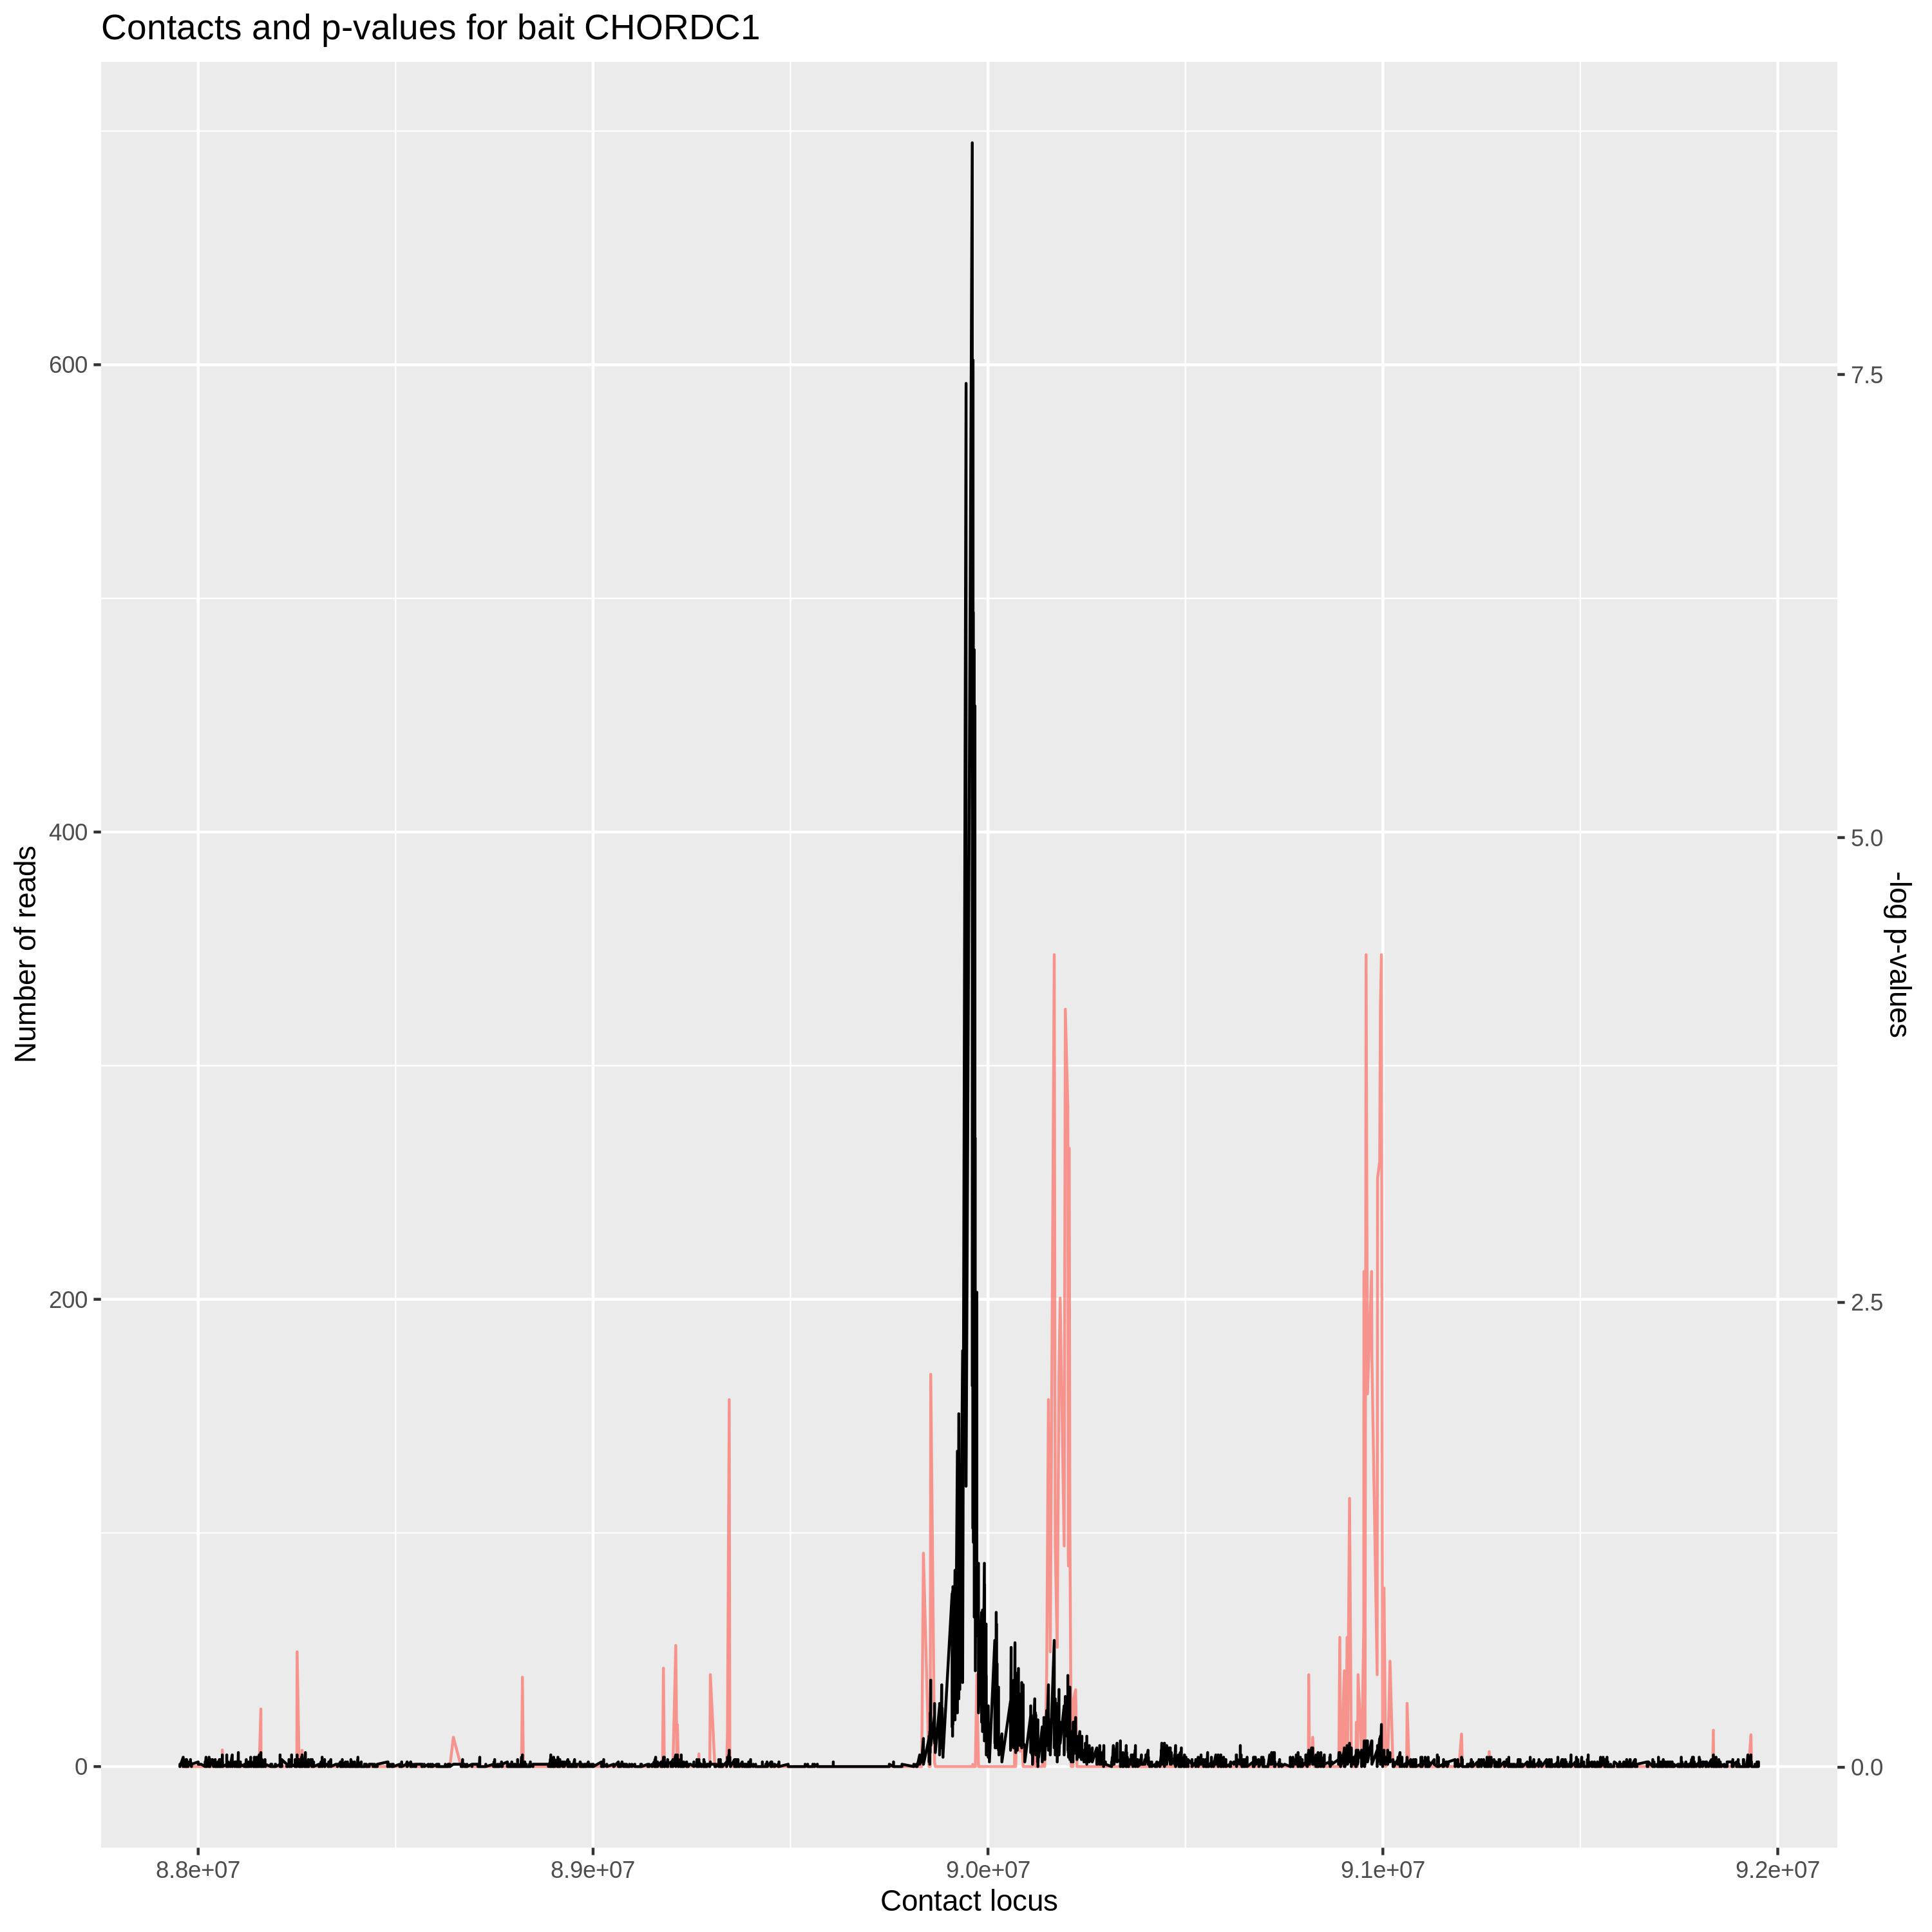 Contacts and p-values for bait CHORDC1
Number of reads
600
400
200
0
7.5
5.0
2.5
0.0
-log p-values
8.8e+07 8.9e+07 9.0e+07 9.1e+07 9.2e+07
Contact locus